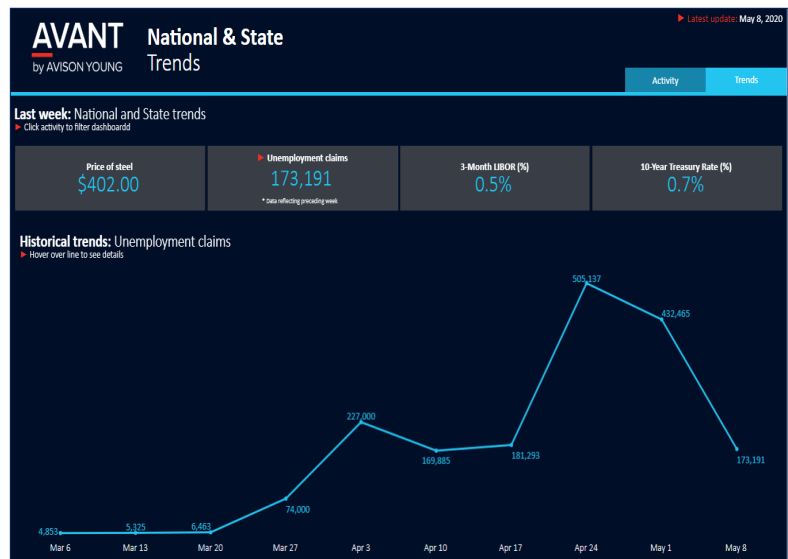 Latest update: May 8, 2020
AVANT
by AVISON YOUNG
National & State
Trends
Activity
Trends
Last week: National and State trends
Click activity to filter dashboardd
Price of steel
$402.00
Unemployment claims
173,191
* Data reflecting preceding week
3-Month LIBOR (%)
0.5%
10-Year Treasury Rate (%)
0.7%
Historical trends: Unemployment claims
Hover over line to see details
4,853
5,325
6,463
74,000
227,000
169,885
181,293
505,137
432,465
173,191
Mar 6 Mar 13 Mar 20 Mar 27 Apr 3 Apr 10 Apr 17 Apr 24 May 1 May 8